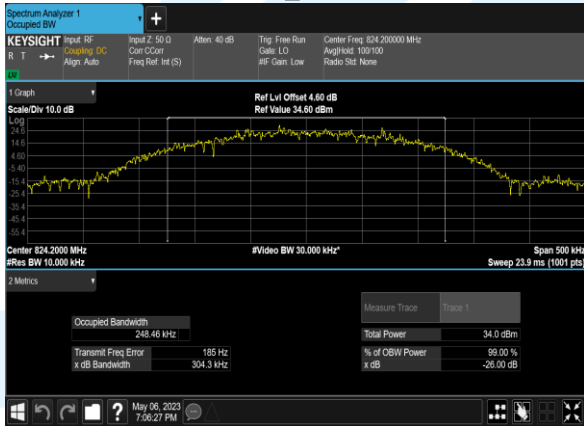 Spectrum Analyzer 1
Occupied BW
KEYSIGHT Input: RF Input Z: 50 Ω Atten: 40 dB Trig: Free Run Center Freq: 824.200000 MHz
R T Coupling: DC Corr CCorr Gate: LO Avg|Hold: 100/100
Align: Auto Freq Ref: Int (S) #IF Gain: Low Radio Std: None
1 Graph
Ref Lvl Offset 4.60 dB
Scale/Div 10.0 dB Ref Value 34.60 dBm
Log
24.6
14.6
4.60
-5.40
-15.4
-25.4
-35.4
-45.4
-55.4
Center 824.2000 MHz #Video BW 30.000 kHz* Span 500 kHz
#Res BW 10.000 kHz Sweep 23.9 ms (1001 pts)
2 Metrics
Measure Trace Trace 1
Occupied Bandwidth
248.46 kHz Total Power 34.0 dBm
Transmit Freq Error 185 Hz % of OBW Power 99.00 %
x dB Bandwidth 304.3 kHz x dB -26.00 dB
? May 06, 2023
7:06:27 PM